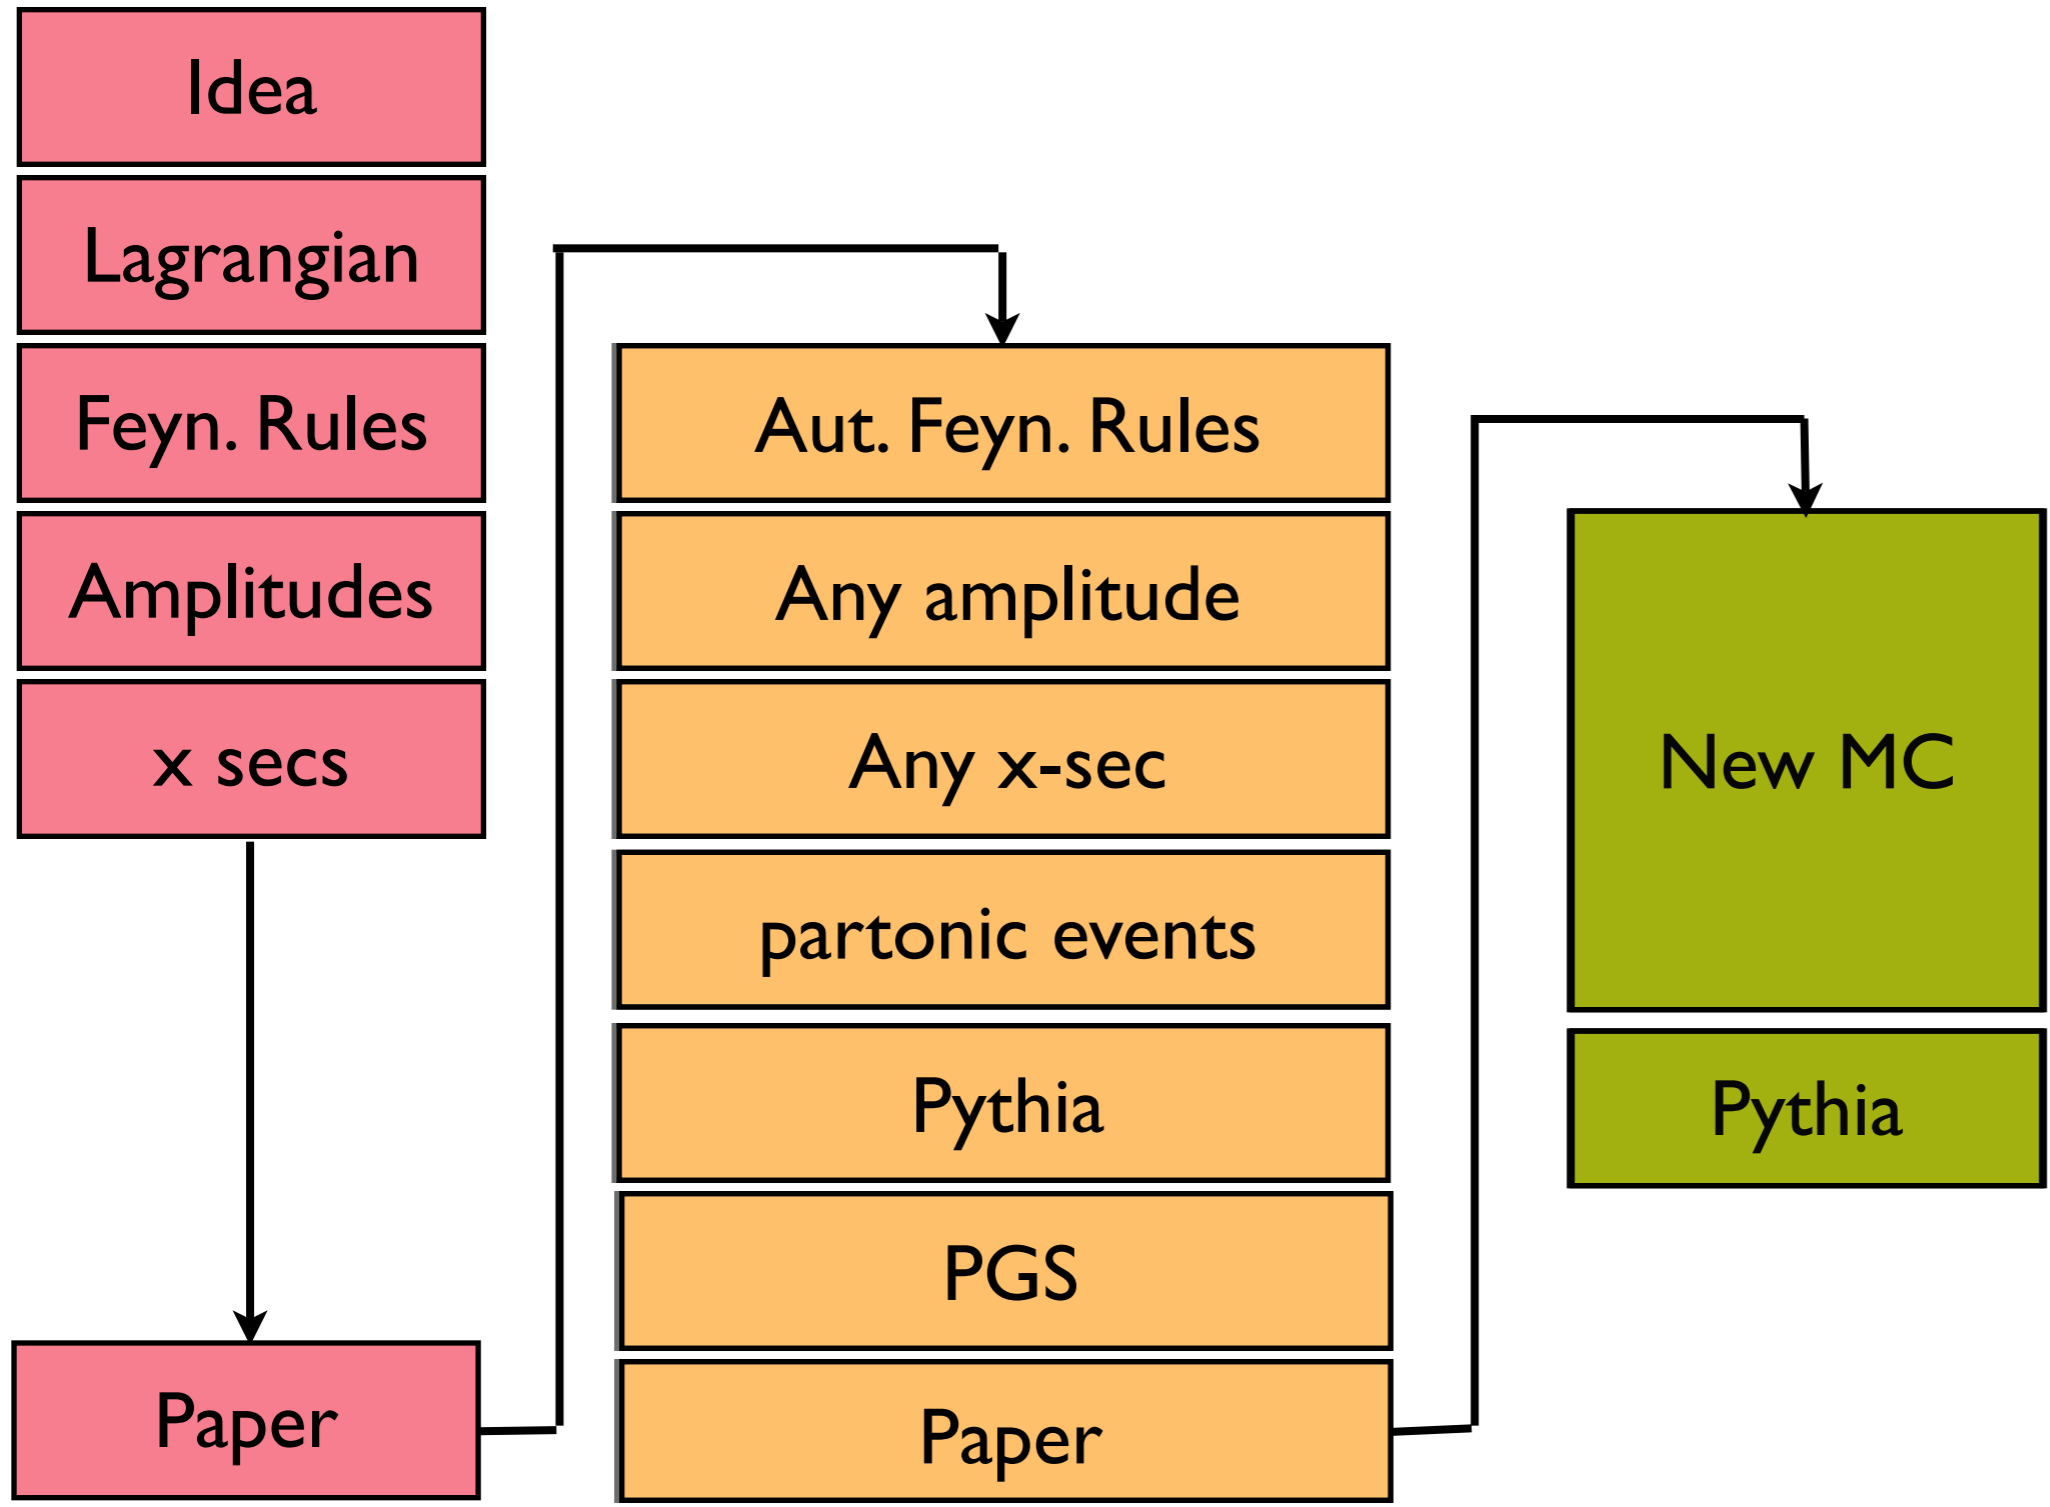 Idea
Lagrangian
Feyn. Rules
Amplitudes
x secs
Paper
Aut. Feyn. Rules
Any amplitude
Any x-sec
partonic events
Pythia
PGS
Paper
New MC
Pythia